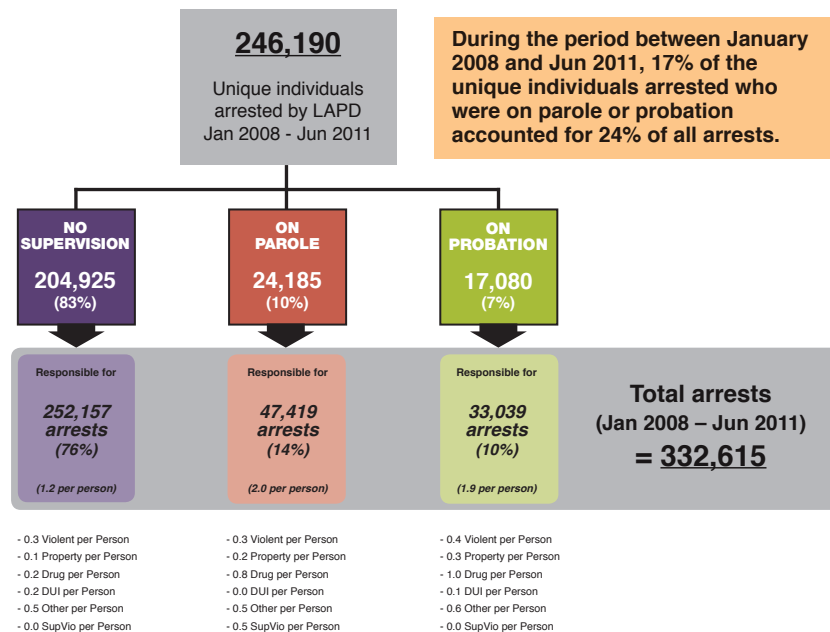 246,190
Unique individuals
arrested by LAPD
Jan 2008 - Jun 2011
During the period between January
2008 and Jun 2011, 17% of the
unique individuals arrested who
were on parole or probation
accounted for 24% of all arrests.
NO
SUPERVISION
204,925
(83%)
ON
PAROLE
24,185
(10%)
ON
PROBATION
17,080
(7%)
Responsible for
252,157
arrests
(76%)
(1.2 per person)
Responsible for
47,419
arrests
(14%)
(2.0 per person)
Responsible for
33,039
arrests
(10%)
(1.9 per person)
Total arrests
(Jan 2008 – Jun 2011)
= 332,615
- 0.3 Violent per Person
- 0.1 Property per Person
- 0.2 Drug per Person
- 0.2 DUI per Person
- 0.5 Other per Person
- 0.0 SupVio per Person
- 0.3 Violent per Person
- 0.2 Property per Person
- 0.8 Drug per Person
- 0.0 DUI per Person
- 0.5 Other per Person
- 0.5 SupVio per Person
- 0.4 Violent per Person
- 0.3 Property per Person
- 1.0 Drug per Person
- 0.1 DUI per Person
- 0.6 Other per Person
- 0.0 SupVio per Person